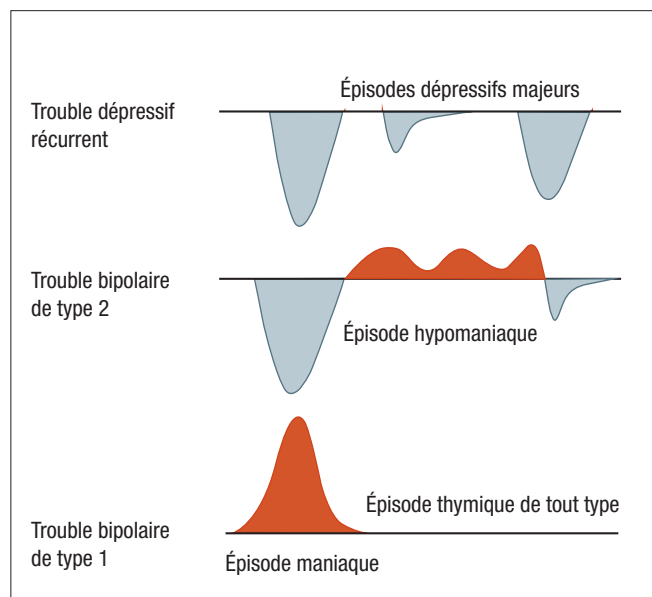 Épisodes dépressifs majeurs
Trouble dépressif
récurrent
Trouble bipolaire
de type 2
Épisode hypomaniaque
Épisode thymique de tout type
Trouble bipolaire
de type 1
Épisode maniaque